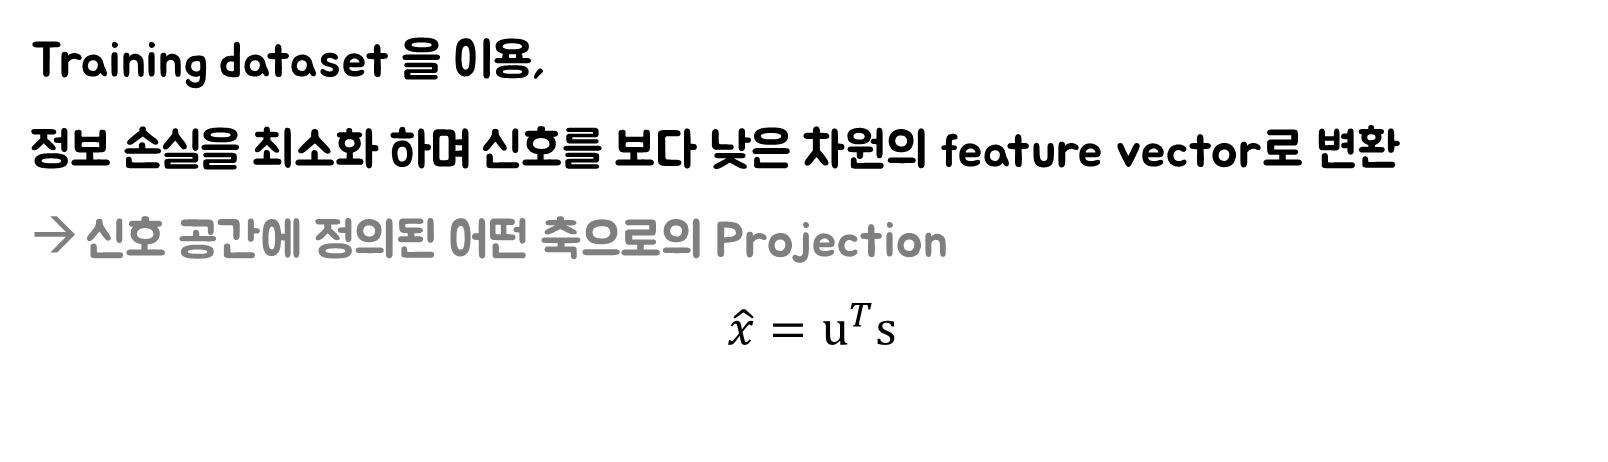 Training dataset 을 이용,
정보 손실을 최소화 하며 신호를 보다 낮은 차원의 feature vector로 변환
→ 신호 공간에 정의된 어떤 축으로의 Projection
x̂ = uᵀs